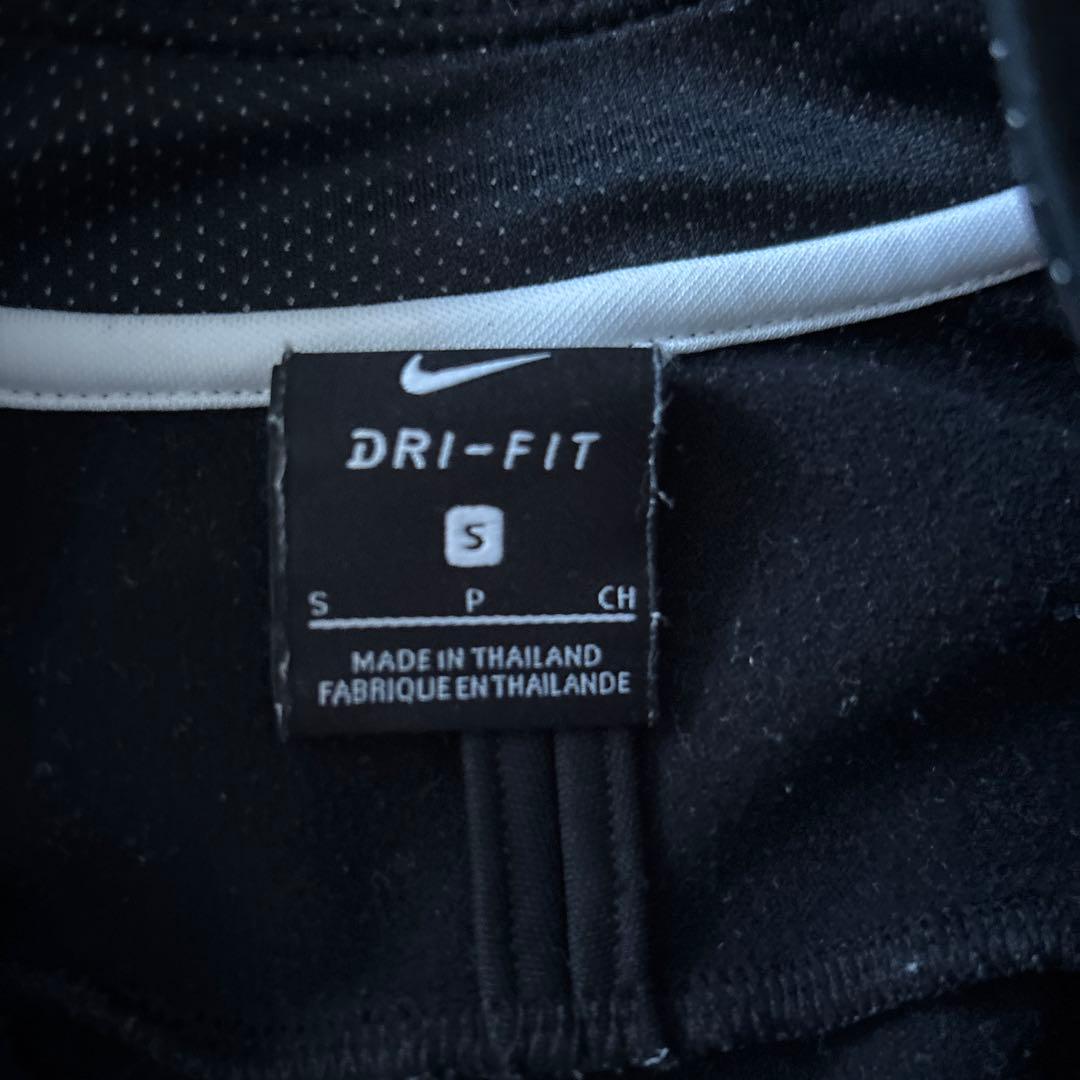 DRI-FIT
S
S P CH
MADE IN THAILAND
FABRIQUE EN THAILANDE